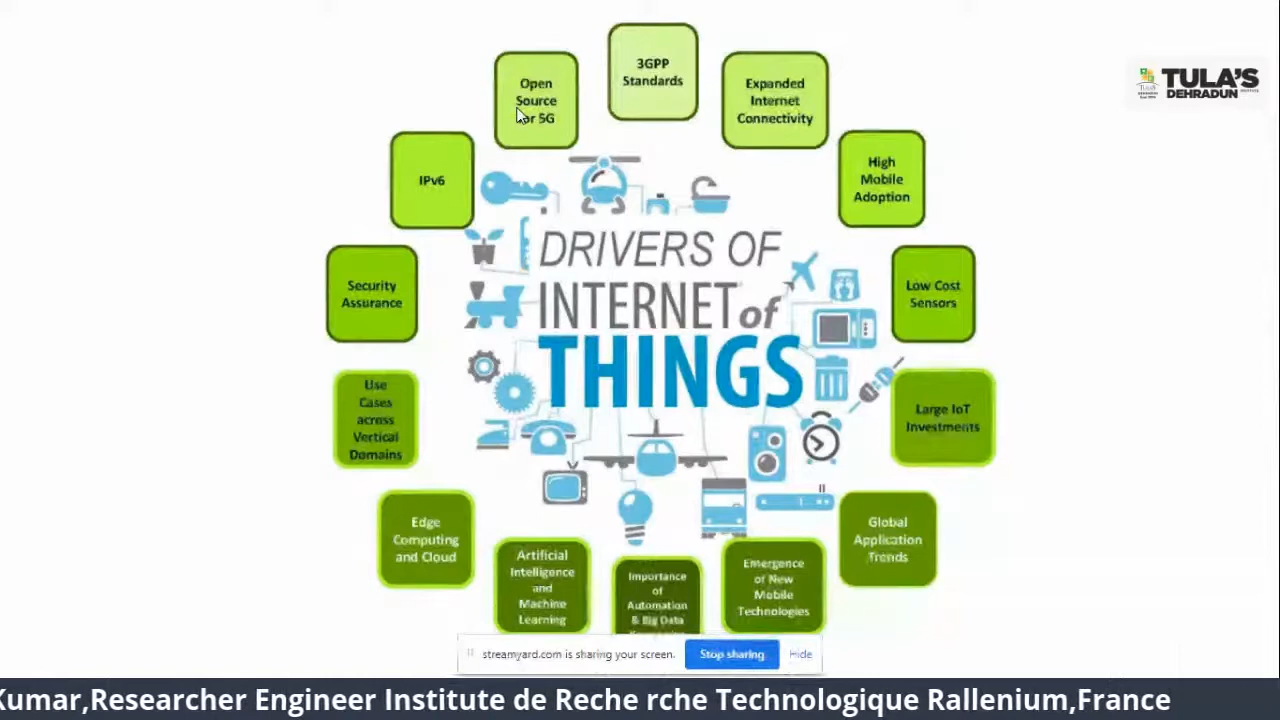 3GPP
Standards
Open
Source
or 5G
Expanded
Internet
Connectivity
TULA'S
DEHRADUN
High
Mobile
Adoption
IPv6
DRIVERS OF
INTERNET of
THINGS
Security
Assurance
Low Cost
Sensors
Use
Cases
across
Vertical
Domains
Large IoT
Investments
Edge
Computing
and Cloud
Global
Application
Trends
Artificial
Intelligence
and
Machine
Learning
Importance
of
Automation
& Big Data
Emergence
of New
Mobile
Technologies
streamyard.com is sharing your screen.
Stop sharing
Hide
Kumar,Researcher Engineer Institute de Reche rche Technologique Rallenium,France